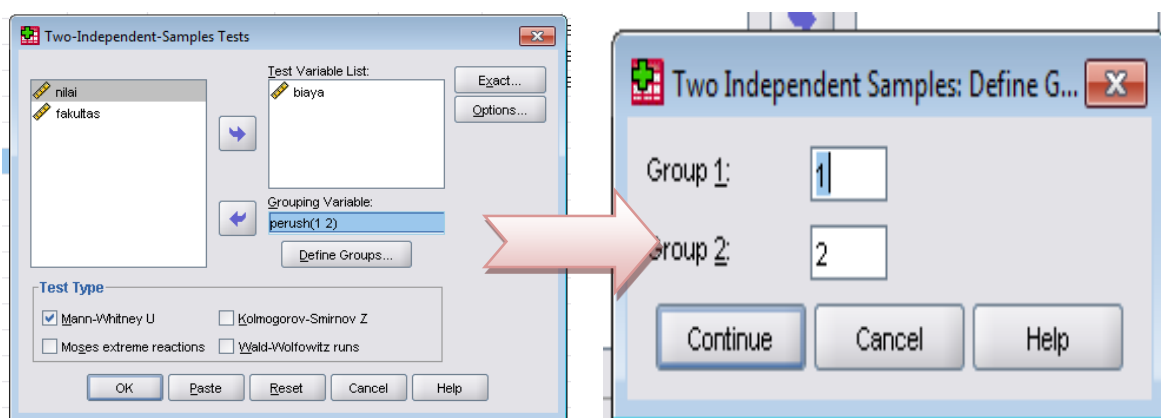 Two-Independent-Samples Tests
nilai
fakultas
Test Variable List:
biaya
Exact...
Options...
Grouping Variable:
perush(1 2)
Define Groups...
Test Type
Mann-Whitney U
Kolmogorov-Smirnov Z
Moses extreme reactions
Wald-Wolfowitz runs
OK
Paste
Reset
Cancel
Help
Two Independent Samples: Define G...
Group 1:
1
Group 2:
2
Continue
Cancel
Help